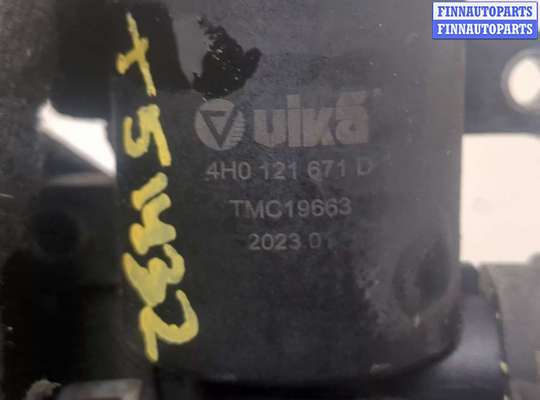 FINNAUTOPARTS
FINNAUTOPARTS
vika
4H0 121 671 D
TMC19663
2023.01